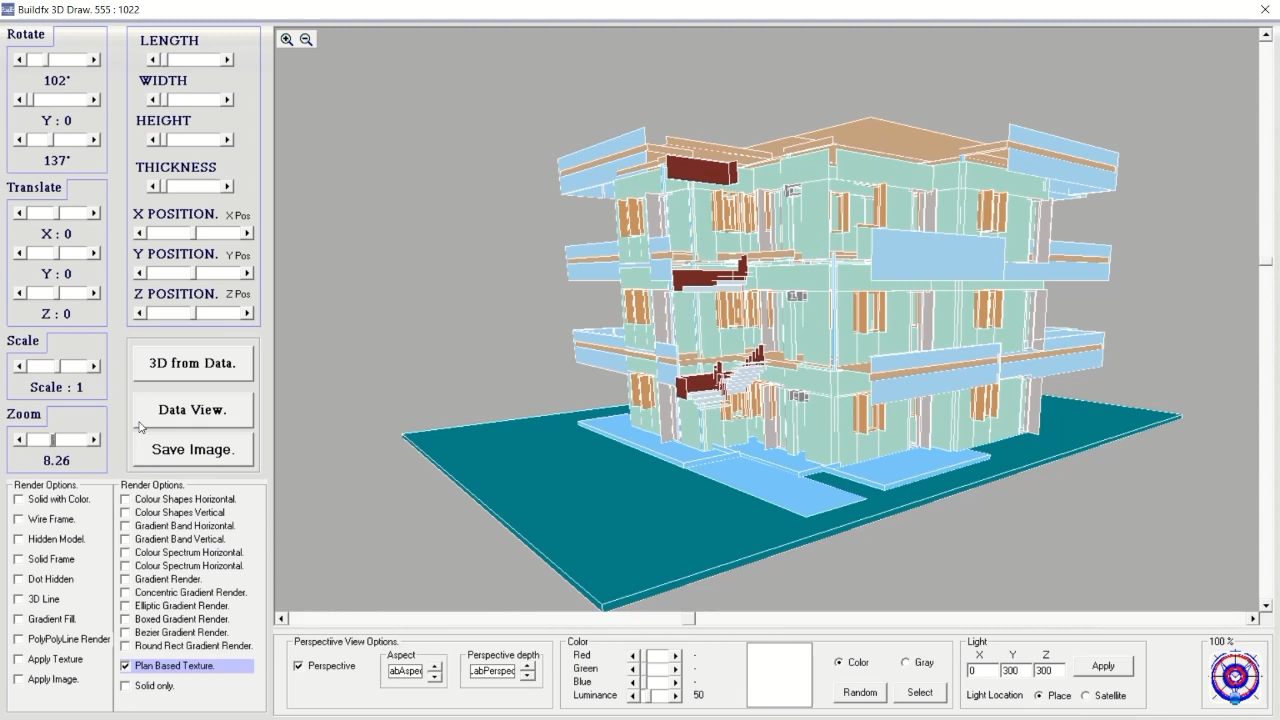 Buildfx 3D Draw. 555 : 1022
Rotate
102°
Y : 0
137°
Translate
X : 0
Y : 0
Z : 0
Scale
Scale : 1
Zoom
8.26
LENGTH
WIDTH
HEIGHT
THICKNESS
X POSITION. X Pos
Y POSITION. Y Pos
Z POSITION. Z Pos
3D from Data.
Data View.
Save Image.
Render Options.
Solid with Color.
Wire Frame.
Hidden Model.
Solid Frame
Dot Hidden
3D Line
Gradient Fill.
PolyPolyLine Render
Apply Texture
Apply Image.
Render Options.
Colour Shapes Horizontal.
Colour Shapes Vertical
Gradient Band Horizontal.
Gradient Band Vertical.
Colour Spectrum Horizontal.
Colour Spectrum Horizontal.
Gradient Render.
Concentric Gradient Render.
Elliptic Gradient Render.
Boxed Gradient Render.
Bezier Gradient Render.
Round Rect Gradient Render.
Plan Based Texture.
Solid only.
Perspective View Options.
Perspective
Aspect
abAspec
Perspective depth
.abPerspec
Color
Red -
Green -
Blue -
Luminance 50
Color Gray
Random Select
Light
X Y Z
0 300 300 Apply
Light Location Place Satellite
100 %